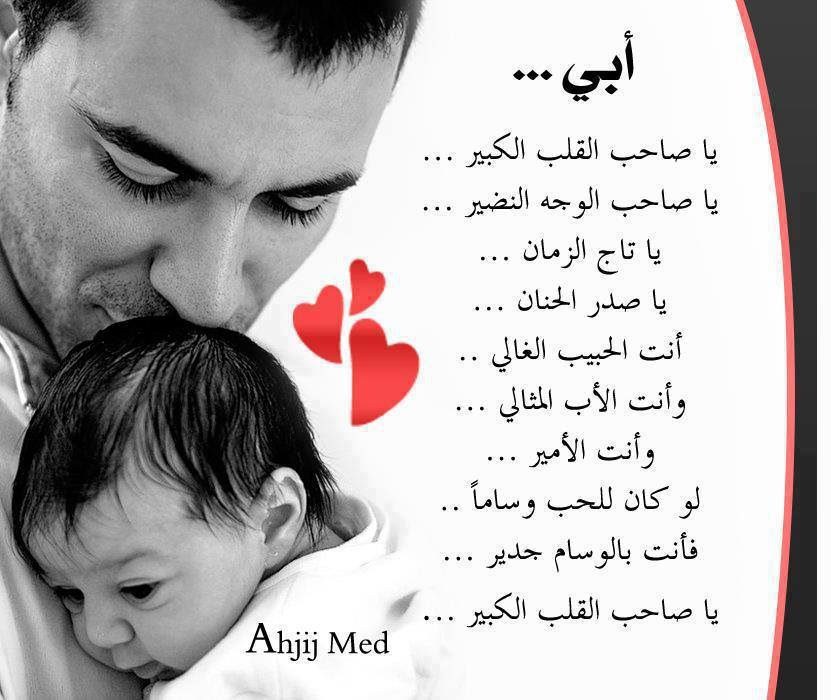 أبي ...
يا صاحب القلب الكبير ...
يا صاحب الوجه النضير ...
يا تاج الزمان ...
يا صدر الحنان ...
أنت الحبيب الغالي ..
وأنت الأب المثالي ...
وأنت الأمير ...
لو كان للحب وساماً ..
فأنت بالوسام جدير ...
يا صاحب القلب الكبير ...
Ahjij Med